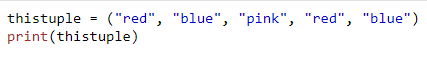 thistuple = ("red", "blue", "pink", "red", "blue")
print(thistuple)